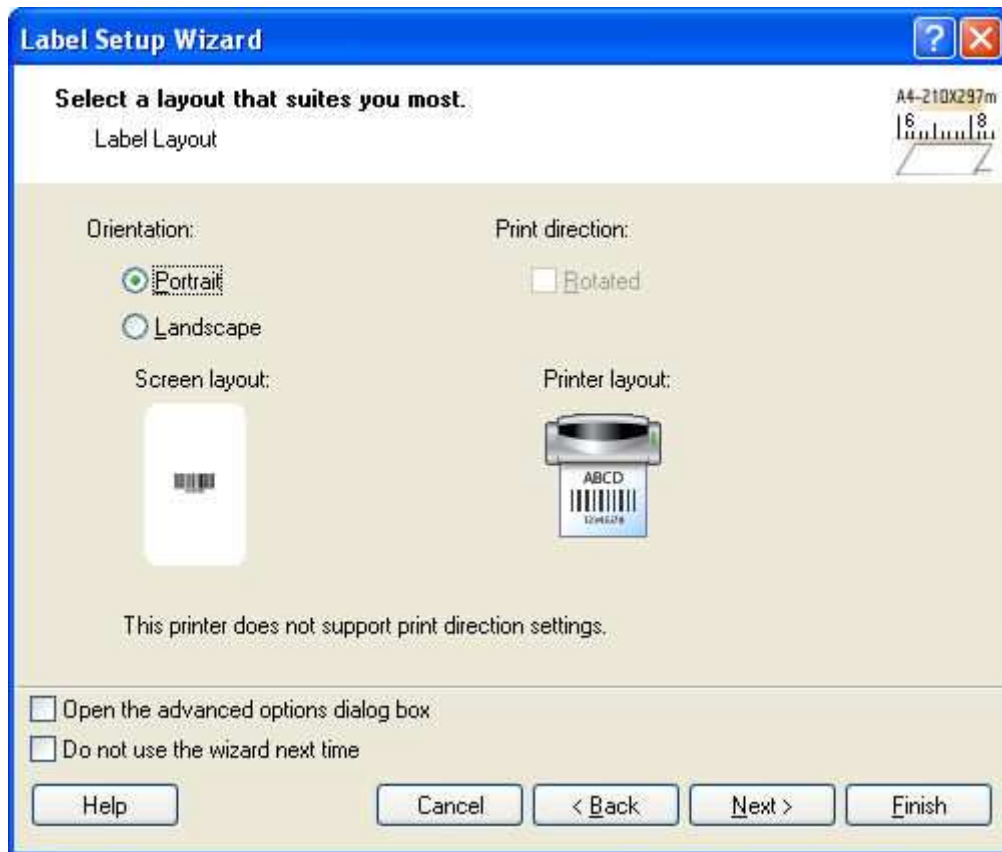 Label Setup Wizard
Select a layout that suites you most.
Label Layout
A4-210X297m
6 8
Orientation:
Print direction:
Portrait
Rotated
Landscape
Screen layout:
Printer layout:
ABCD
12345678
This printer does not support print direction settings.
Open the advanced options dialog box
Do not use the wizard next time
Help
Cancel
< Back
Next >
Finish